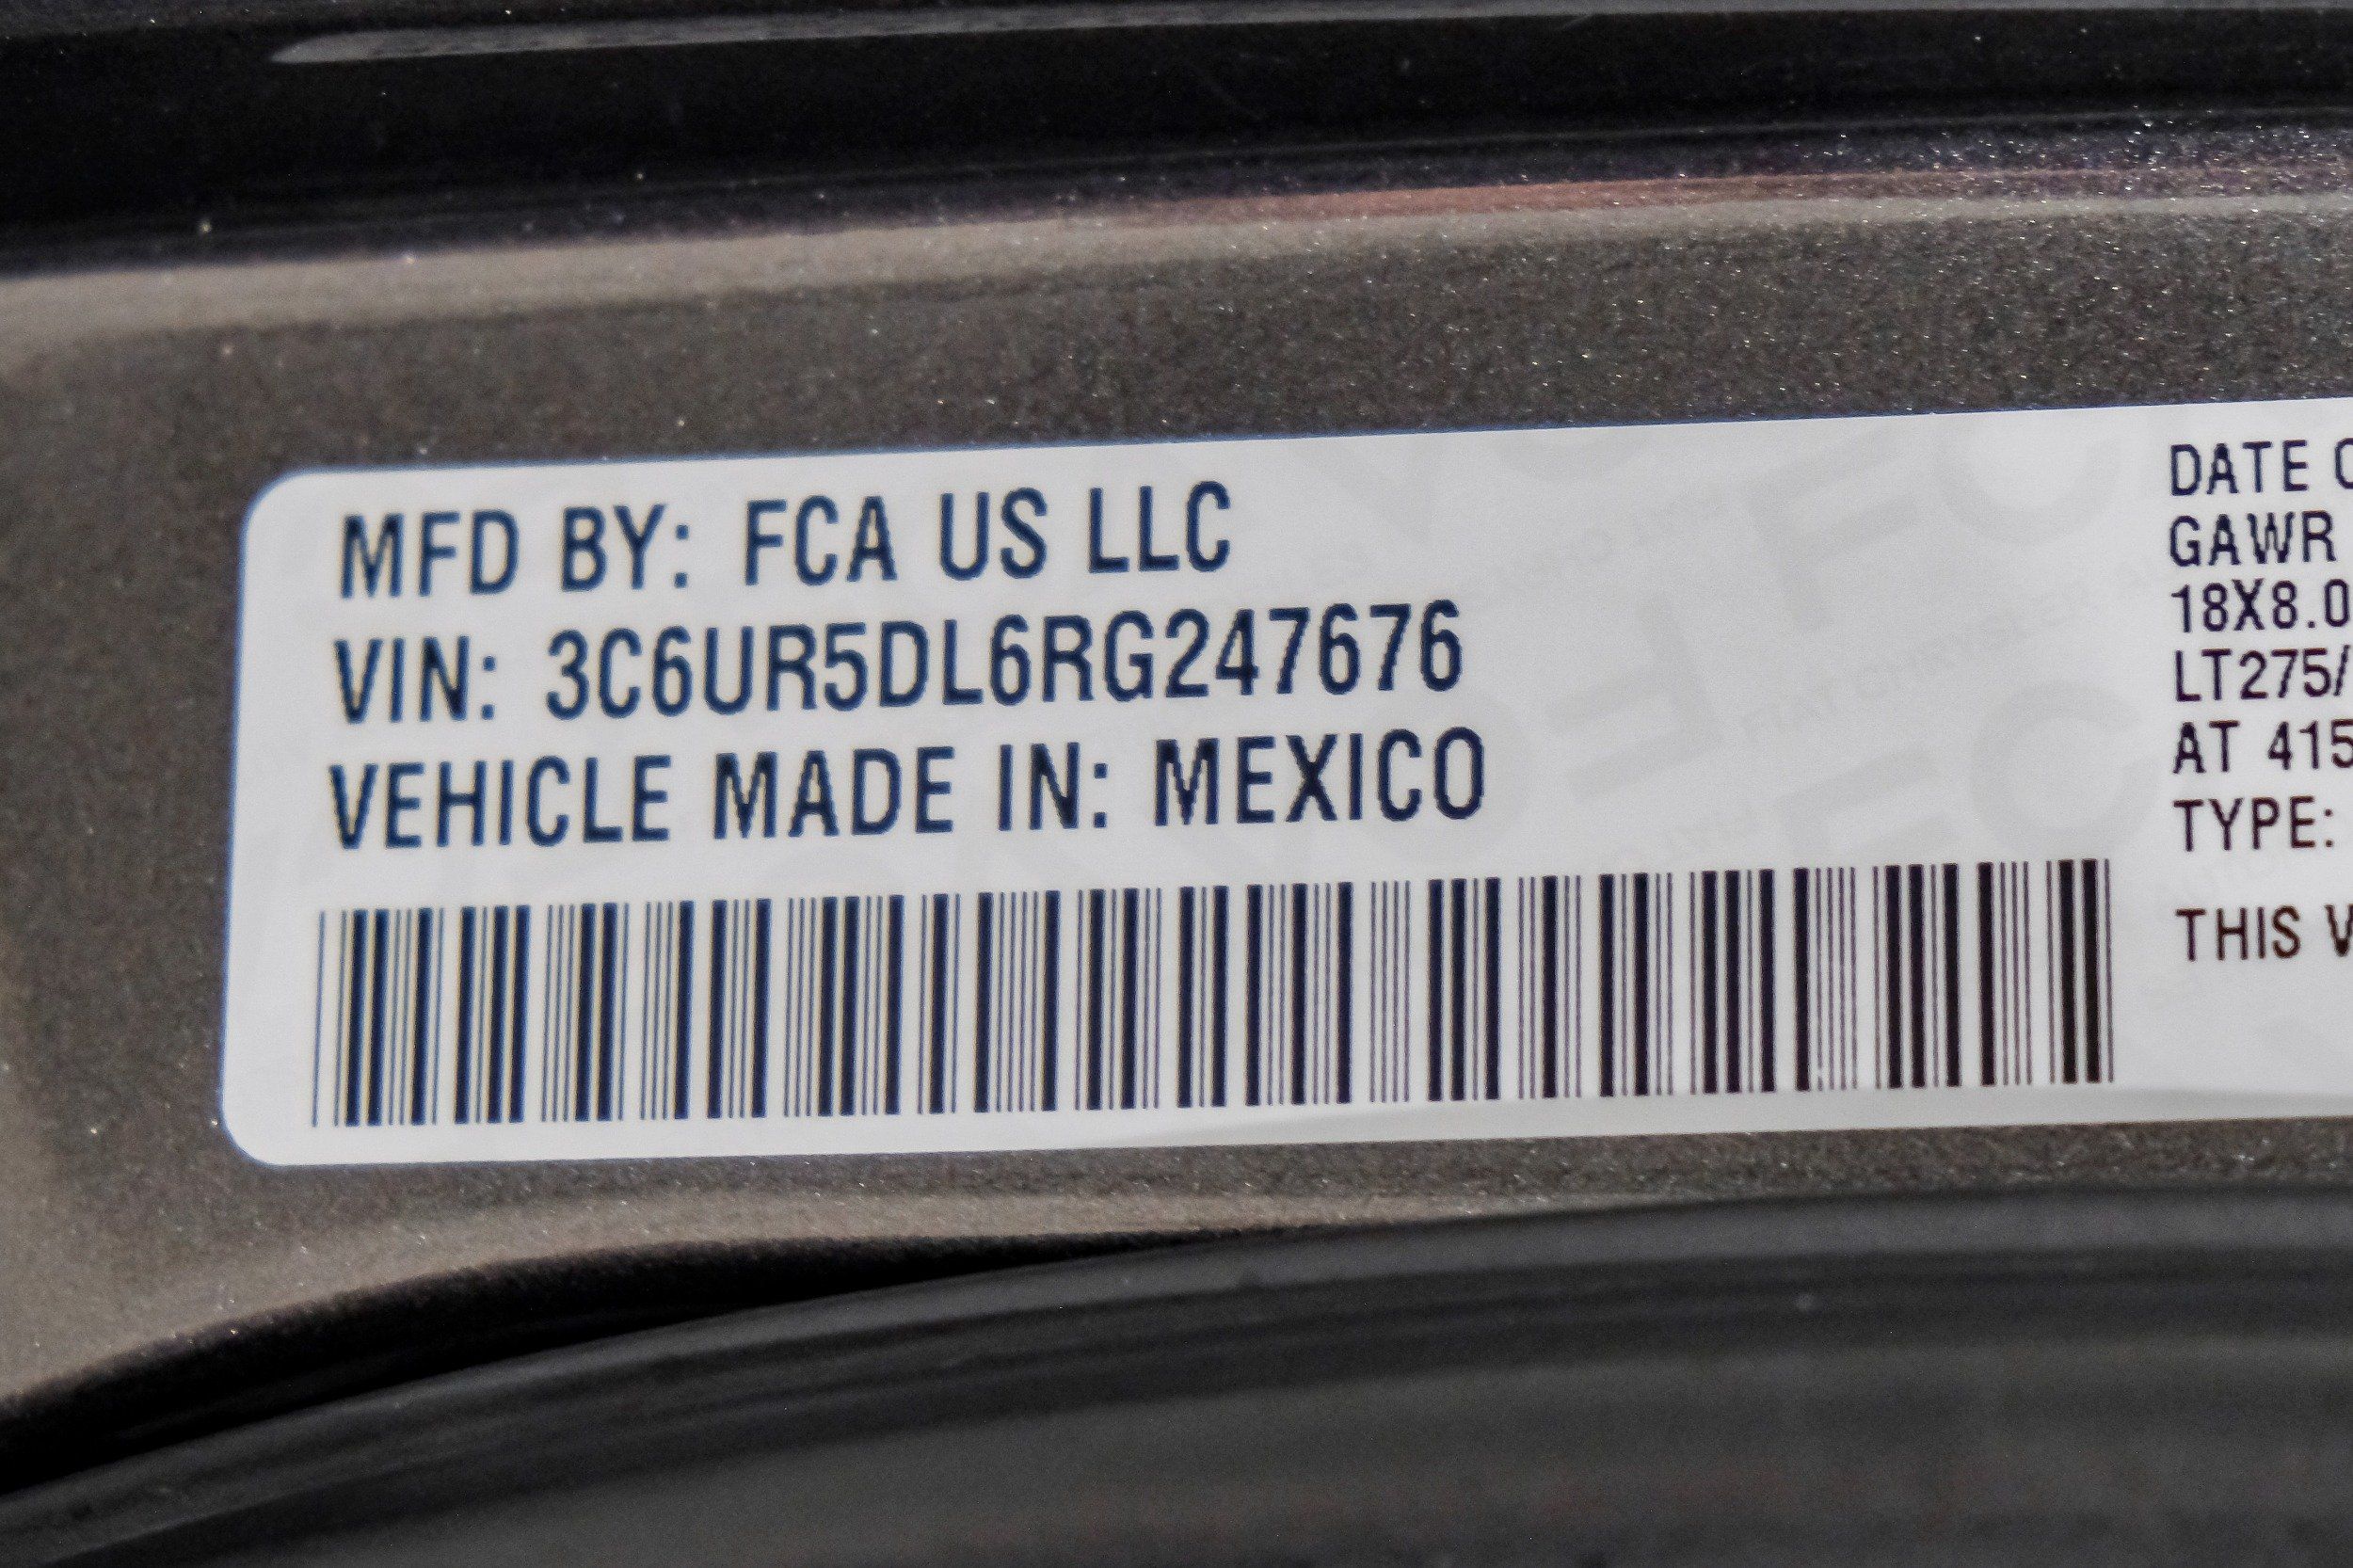 MFD BY: FCA US LLC
VIN: 3C6UR5DL6RG247676
VEHICLE MADE IN: MEXICO
DATE
GAWR
18X8.0
LT275/
AT 415
TYPE:
THIS